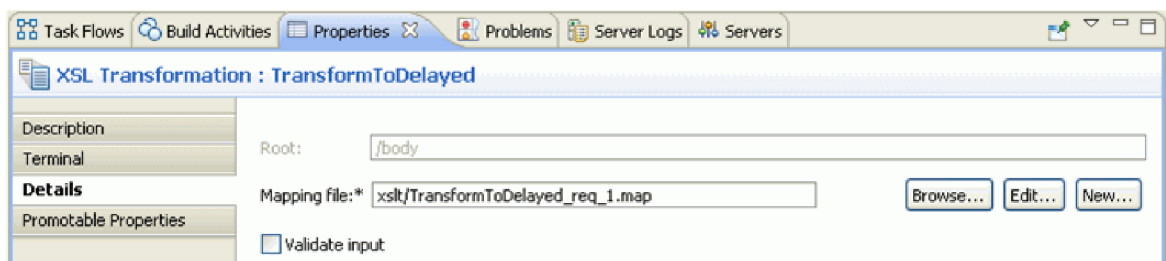 Task Flows Build Activities Properties Problems Server Logs Servers
XSL Transformation : TransformToDelayed
Description
Terminal
Details
Promotable Properties
Root: /body
Mapping file:* xslt/TransformToDelayed_req_1.map Browse... Edit... New...
Validate input